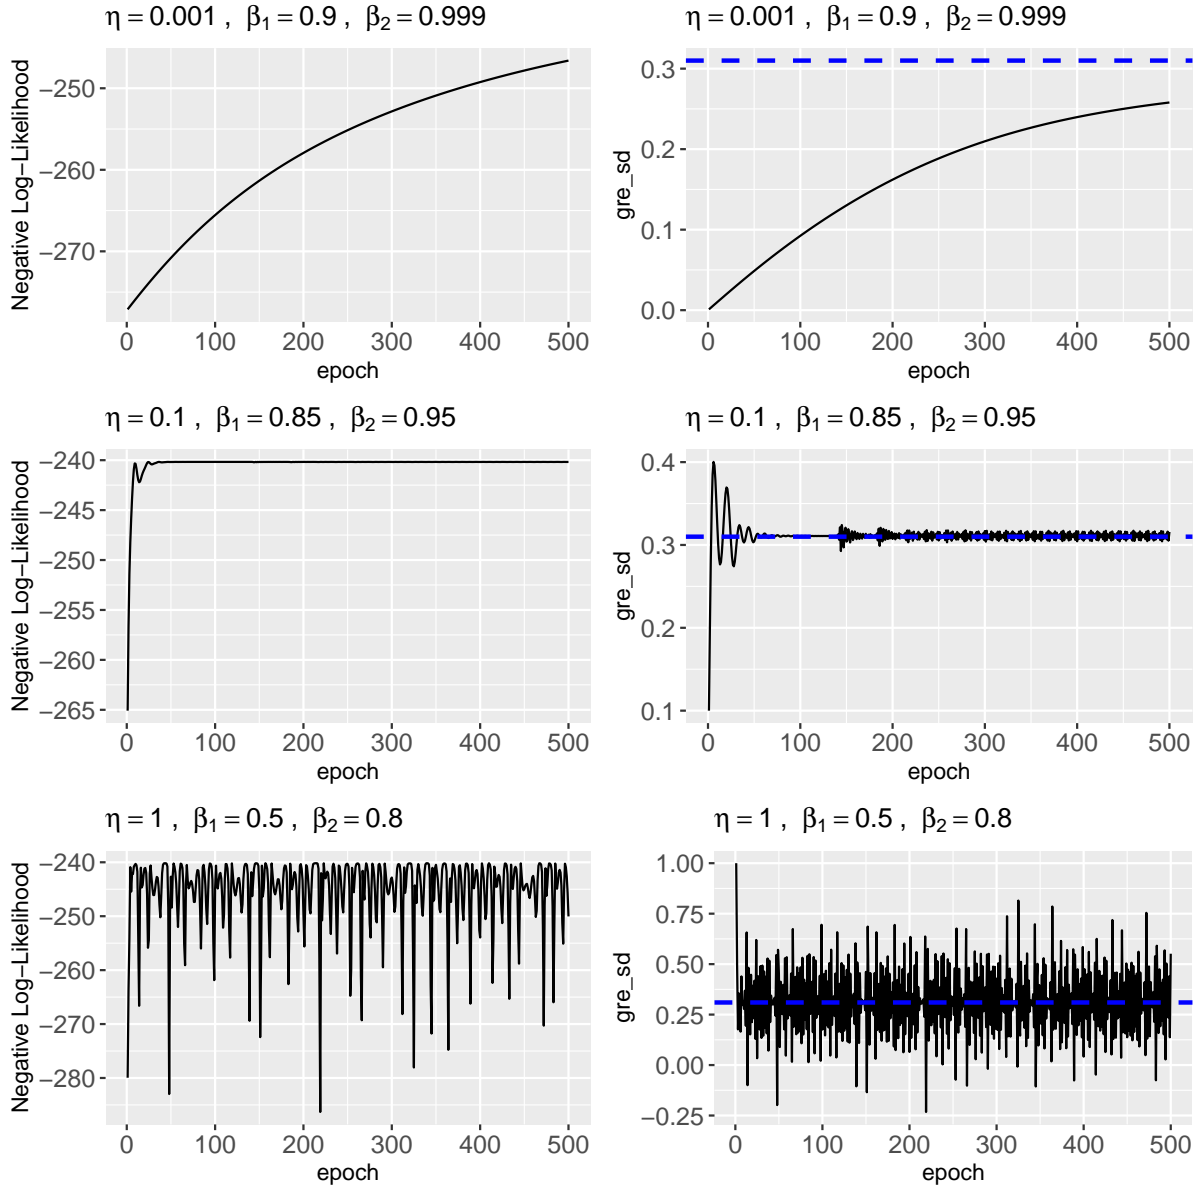 η = 0.001 , β₁ = 0.9 , β₂ = 0.999
Negative Log−Likelihood
−250
−260
−270
0 100 200 300 400 500
epoch
η = 0.001 , β₁ = 0.9 , β₂ = 0.999
gre_sd
0.3
0.2
0.1
0.0
0 100 200 300 400 500
epoch
η = 0.1 , β₁ = 0.85 , β₂ = 0.95
Negative Log−Likelihood
−240
−245
−250
−255
−260
−265
0 100 200 300 400 500
epoch
η = 0.1 , β₁ = 0.85 , β₂ = 0.95
gre_sd
0.4
0.3
0.2
0.1
0 100 200 300 400 500
epoch
η = 1 , β₁ = 0.5 , β₂ = 0.8
Negative Log−Likelihood
−240
−250
−260
−270
−280
0 100 200 300 400 500
epoch
η = 1 , β₁ = 0.5 , β₂ = 0.8
gre_sd
1.00
0.75
0.50
0.25
0.00
−0.25
0 100 200 300 400 500
epoch